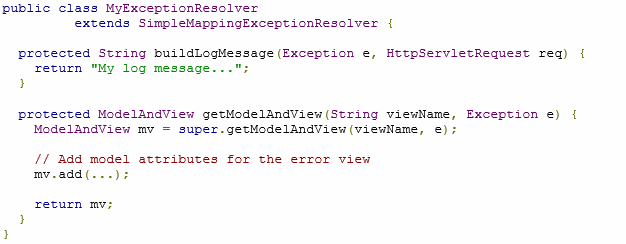 public class MyExceptionResolver
extends SimpleMappingExceptionResolver {
protected String buildLogMessage(Exception e, HttpServletRequest req) {
return "My log message...";
}
protected ModelAndView getModelAndView(String viewName, Exception e) {
ModelAndView mv = super.getModelAndView(viewName, e);
// Add model attributes for the error view
mv.add(...);
return mv;
}
}